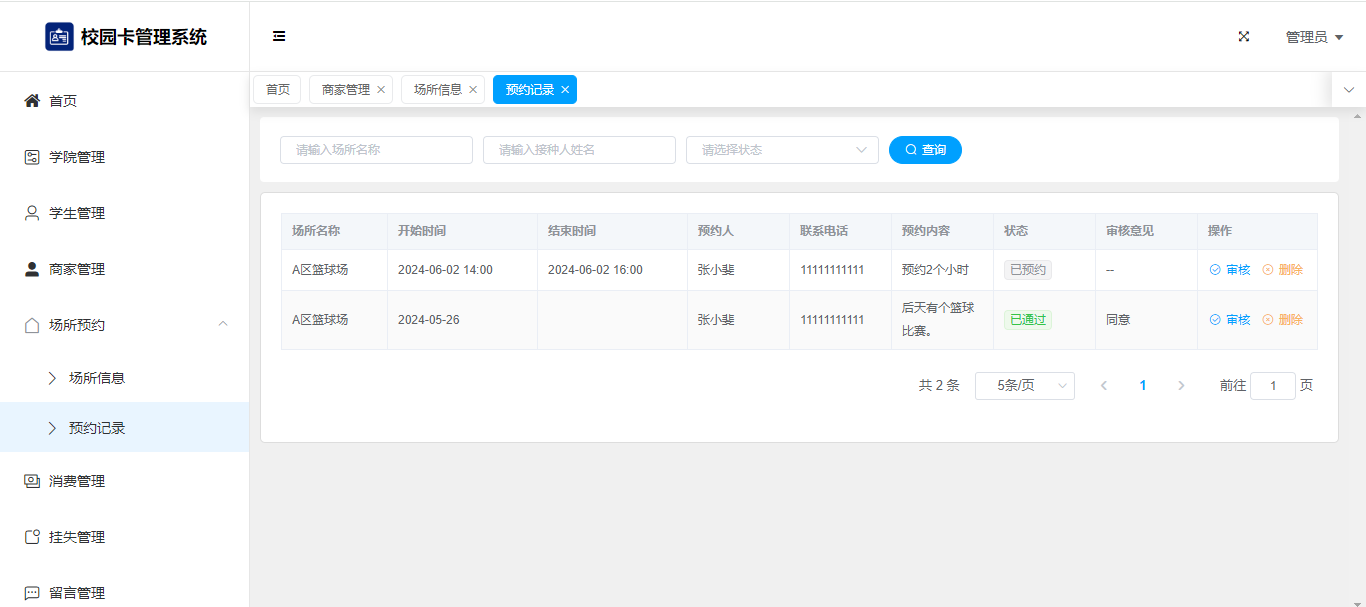 校园卡管理系统
管理员
首页
商家管理
场所信息
预约记录
首页
学院管理
学生管理
商家管理
场所预约
场所信息
预约记录
消费管理
挂失管理
留言管理
请输入场所名称
请输入接种人姓名
请选择状态
查询
场所名称 开始时间 结束时间 预约人 联系电话 预约内容 状态 审核意见 操作
A区篮球场 2024-06-02 14:00 2024-06-02 16:00 张小斐 11111111111 预约2个小时 已预约 -- 审核 删除
A区篮球场 2024-05-26 张小斐 11111111111 后天有个篮球
比赛。 已通过 同意 审核 删除
共 2 条 5条/页 1 前往 1 页